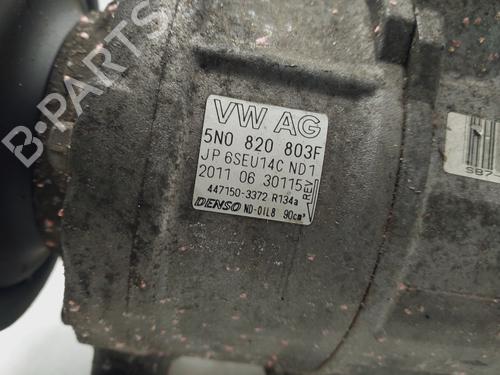 VW AG
5N0 820 803F
JP 6SEU14C ND1
2011 06 30115
REV
447150-3372 R134a
DENSO ND-OIL8 90cm³
B-PARTS